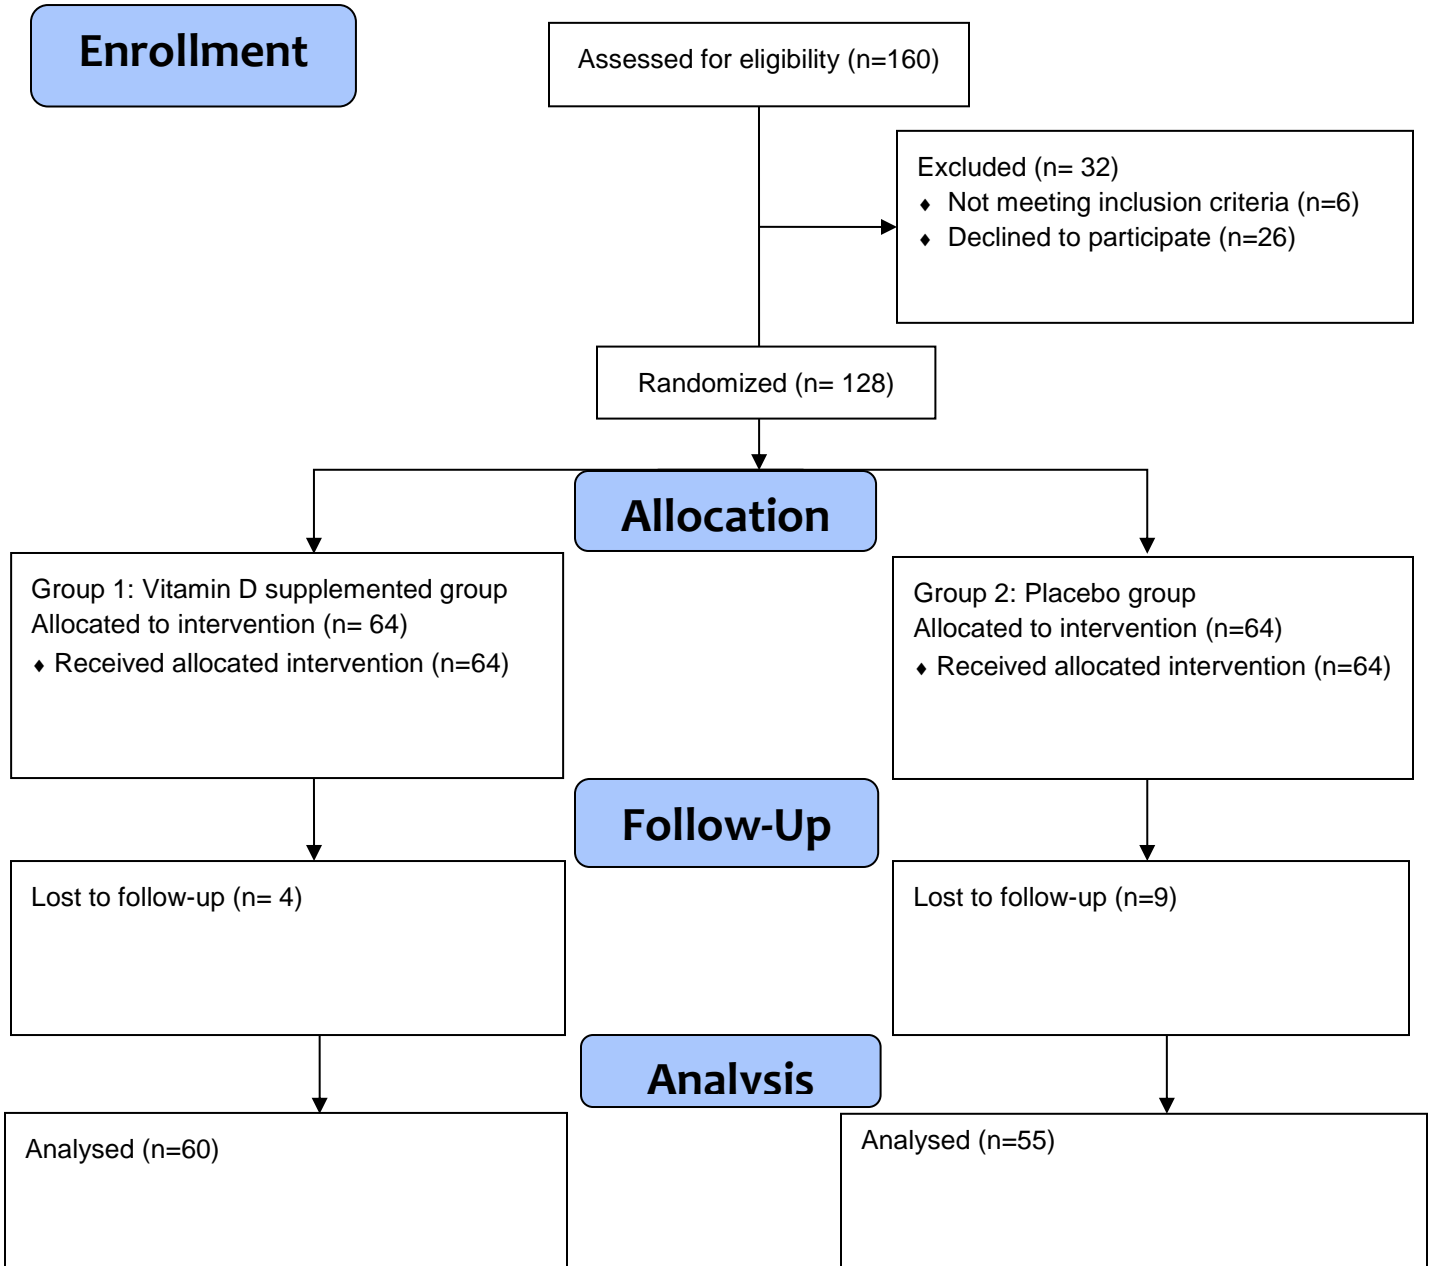 Enrollment
Assessed for eligibility (n=160)
Excluded (n= 32)
♦ Not meeting inclusion criteria (n=6)
♦ Declined to participate (n=26)
Randomized (n= 128)
Allocation
Group 1: Vitamin D supplemented group
Allocated to intervention (n= 64)
♦ Received allocated intervention (n=64)
Group 2: Placebo group
Allocated to intervention (n=64)
♦ Received allocated intervention (n=64)
Follow-Up
Lost to follow-up (n= 4)
Lost to follow-up (n=9)
Analysis
Analysed (n=60)
Analysed (n=55)